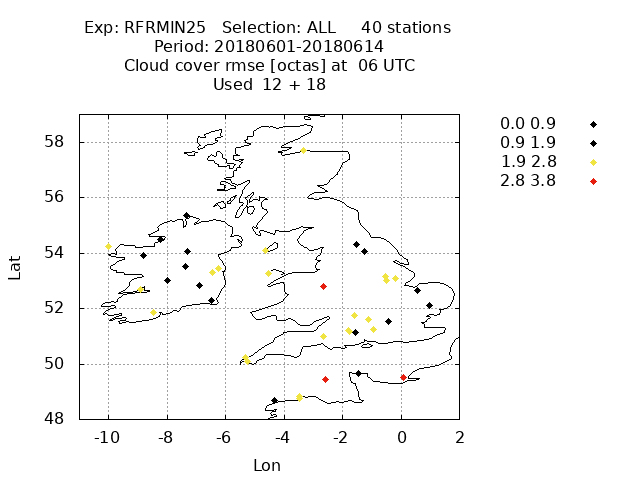 Exp: RFRMIN25   Selection: ALL     40 stations
Period: 20180601-20180614
Cloud cover rmse [octas] at  06 UTC
Used  12 + 18
0.0 0.9
0.9 1.9
1.9 2.8
2.8 3.8
58
56
54
52
50
48
Lat
-10 -8 -6 -4 -2 0 2
Lon